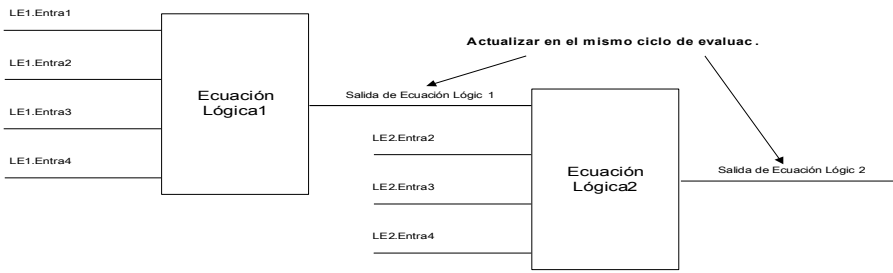 LE1.Entra1
LE1.Entra2
LE1.Entra3
LE1.Entra4
Ecuación
Lógica1
Actualizar en el mismo ciclo de evaluac.
Salida de Ecuación Lógic 1
LE2.Entra2
LE2.Entra3
LE2.Entra4
Ecuación
Lógica2
Salida de Ecuación Lógic 2